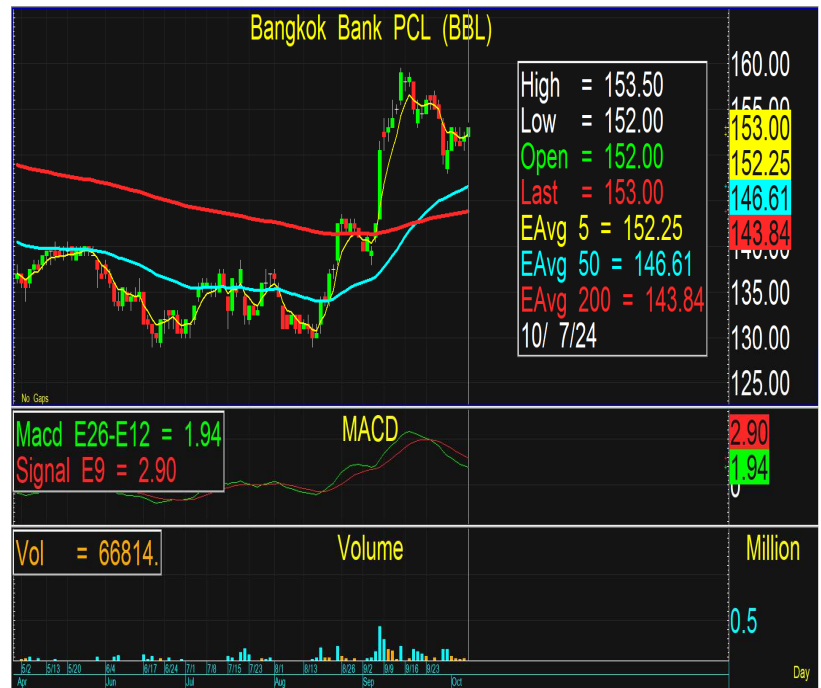 Bangkok Bank PCL (BBL)
High = 153.50
Low = 152.00
Open = 152.00
Last = 153.00
EAvg 5 = 152.25
EAvg 50 = 146.61
EAvg 200 = 143.84
10/ 7/24
160.00
155.00
153.00
152.25
146.61
143.84
140.00
135.00
130.00
125.00
No Gaps
Macd E26-E12 = 1.94
Signal E9 = 2.90
MACD
2.90
1.94
0
Vol = 66814.
Volume
Million
0.5
5/2 5/13 5/20 6/4 6/17 6/24 7/1 7/8 7/15 7/23 8/1 8/13 8/26 9/2 9/9 9/16 9/23
Apr Jun Jul Aug Sep Oct
Day